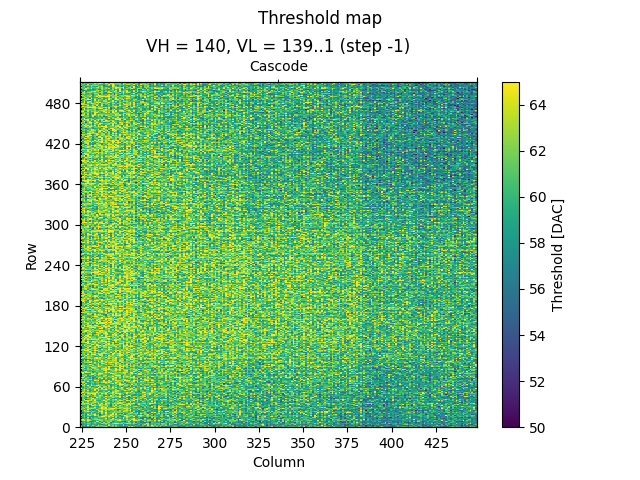 Threshold map
VH = 140, VL = 139..1 (step -1)
Cascode
480
420
360
300
240
180
120
60
0
Row
225 250 275 300 325 350 375 400 425
Column
64
62
60
58
56
54
52
50
Threshold [DAC]